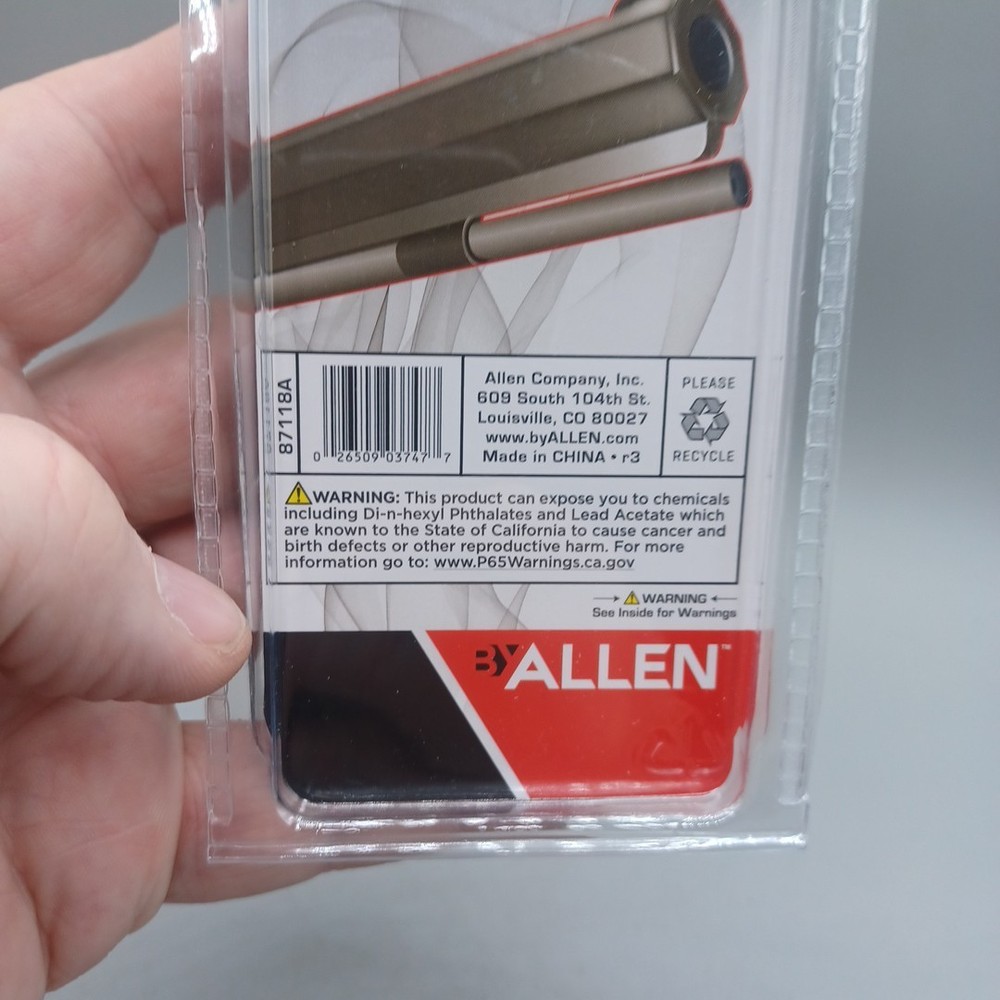 87118A
0 26509 03747 7
Allen Company, Inc.
609 South 104th St.
Louisville, CO 80027
www.byALLEN.com
Made in CHINA • r3
PLEASE
RECYCLE
WARNING: This product can expose you to chemicals
including Di-n-hexyl Phthalates and Lead Acetate which
are known to the State of California to cause cancer and
birth defects or other reproductive harm. For more
information go to: www.P65Warnings.ca.gov
WARNING
See Inside for Warnings
BY ALLEN™